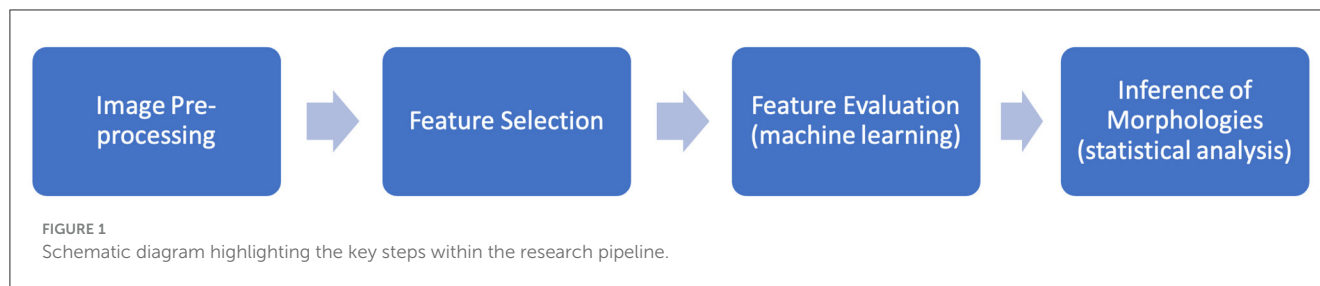 Image Pre-
processing
Feature Selection
Feature Evaluation
(machine learning)
Inference of
Morphologies
(statistical analysis)
FIGURE 1
Schematic diagram highlighting the key steps within the research pipeline.